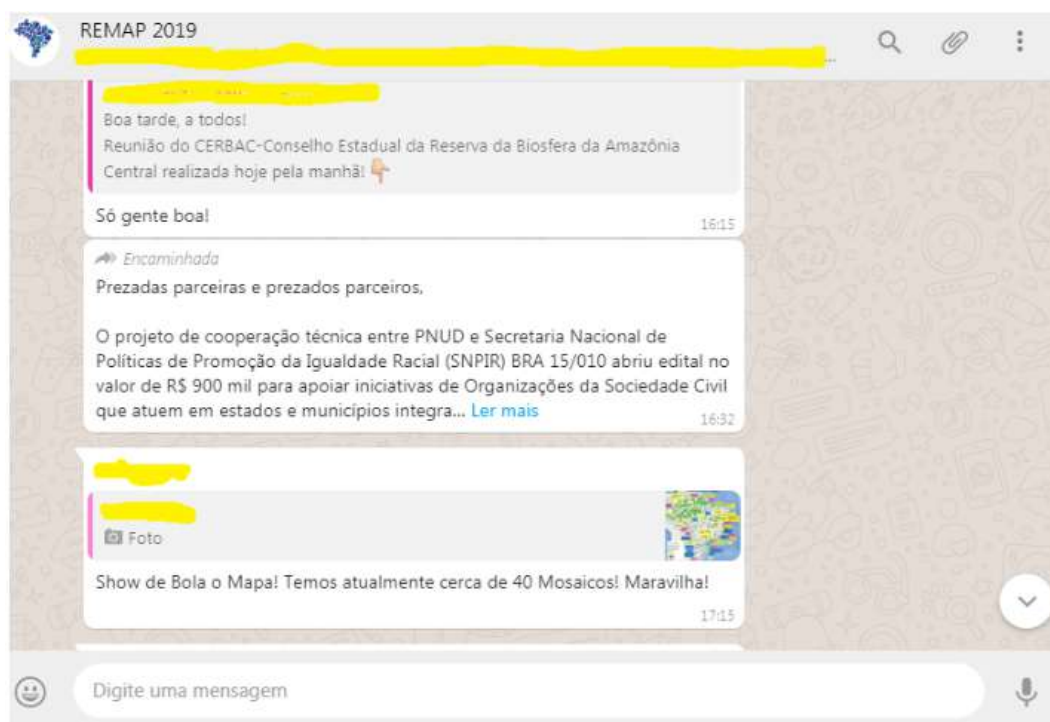 REMAP 2019
Boa tarde, a todos!
Reunião do CERBAC-Conselho Estadual da Reserva da Biosfera da Amazônia
Central realizada hoje pela manhã! 👇
Só gente boa!
16:15
Encaminhada
Prezadas parceiras e prezados parceiros,
O projeto de cooperação técnica entre PNUD e Secretaria Nacional de
Políticas de Promoção da Igualdade Racial (SNPIR) BRA 15/010 abriu edital no
valor de R$ 900 mil para apoiar iniciativas de Organizações da Sociedade Civil
que atuem em estados e municípios integra... Ler mais
16:32
Foto
Show de Bola o Mapa! Temos atualmente cerca de 40 Mosaicos! Maravilha!
17:15
Digite uma mensagem